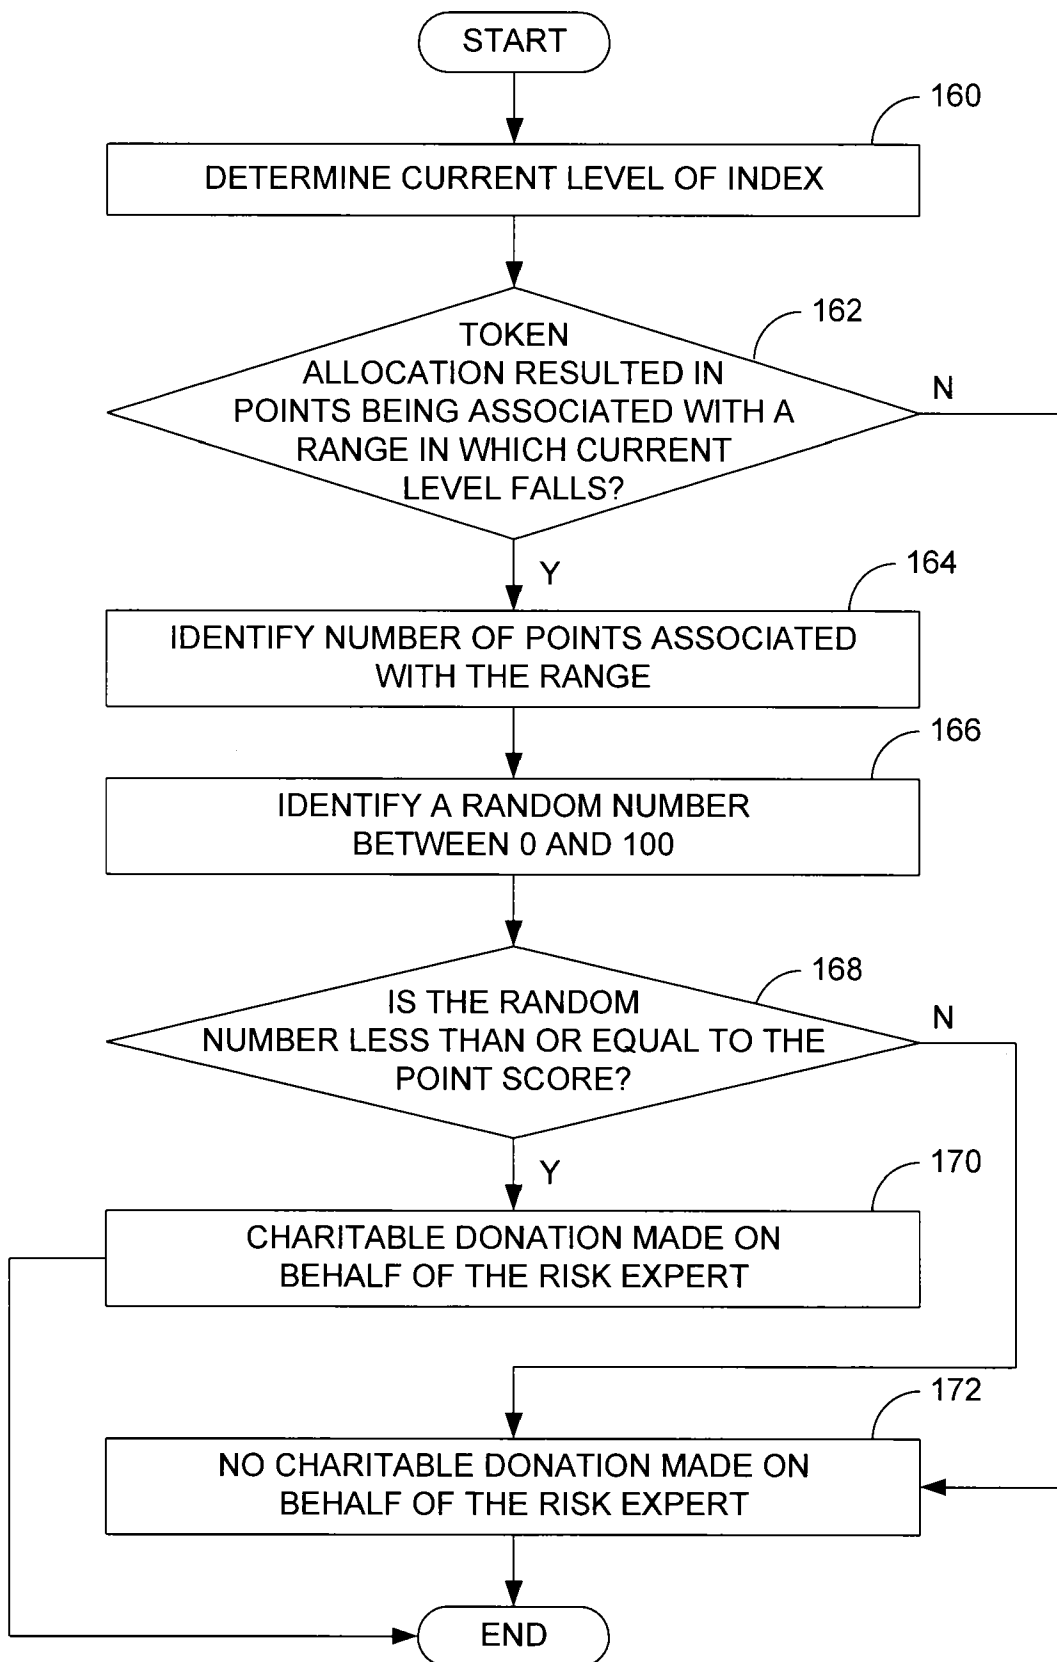 START
160
DETERMINE CURRENT LEVEL OF INDEX
162
TOKEN
ALLOCATION RESULTED IN
POINTS BEING ASSOCIATED WITH A
RANGE IN WHICH CURRENT
LEVEL FALLS?
N
Y
164
IDENTIFY NUMBER OF POINTS ASSOCIATED
WITH THE RANGE
166
IDENTIFY A RANDOM NUMBER
BETWEEN 0 AND 100
168
IS THE RANDOM
NUMBER LESS THAN OR EQUAL TO THE
POINT SCORE?
N
Y
170
CHARITABLE DONATION MADE ON
BEHALF OF THE RISK EXPERT
172
NO CHARITABLE DONATION MADE ON
BEHALF OF THE RISK EXPERT
END